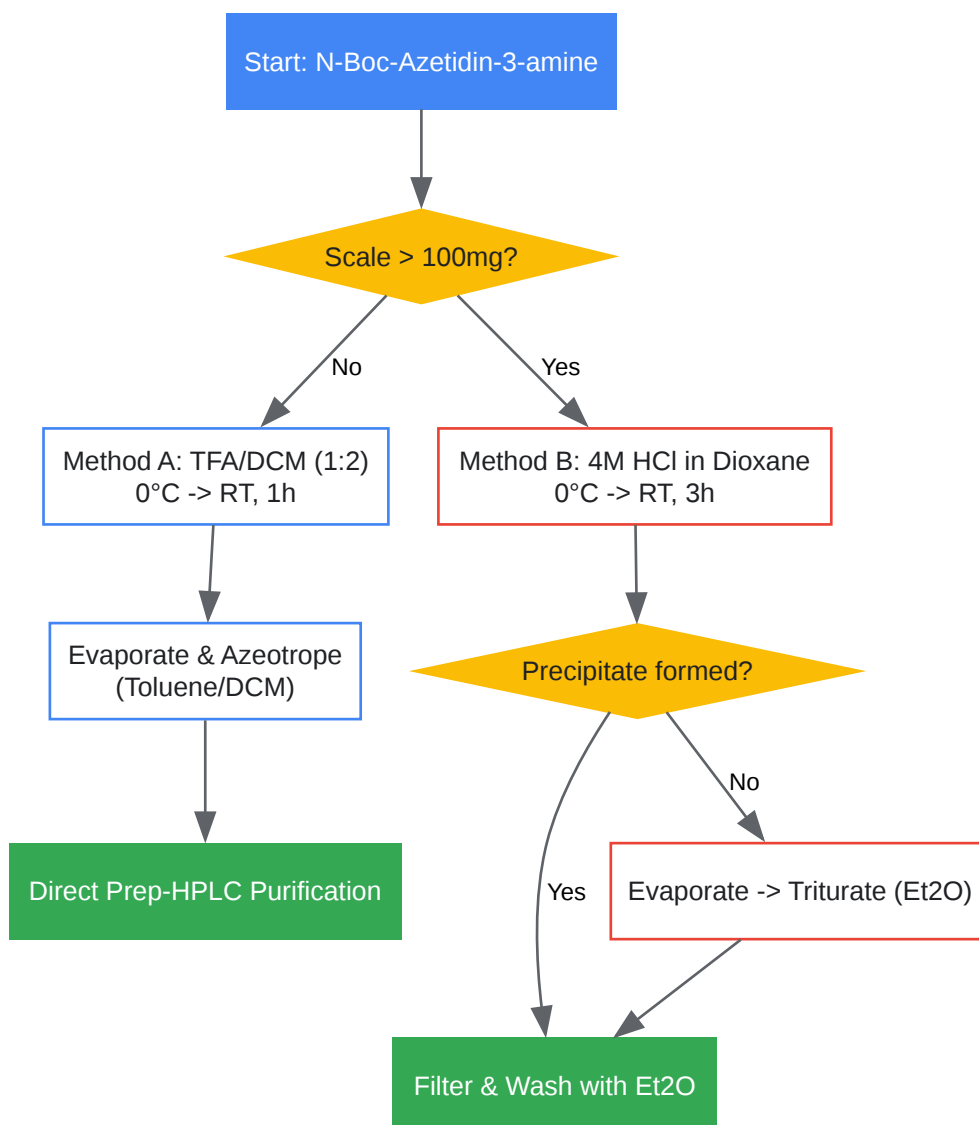 Start: N-Boc-Azetidin-3-amine
Scale > 100mg?
No
Yes
Method A: TFA/DCM (1:2)
0°C -> RT, 1h
Method B: 4M HCl in Dioxane
0°C -> RT, 3h
Evaporate & Azeotrope
(Toluene/DCM)
Precipitate formed?
No
Yes
Direct Prep-HPLC Purification
Evaporate -> Triturate (Et2O)
Filter & Wash with Et2O